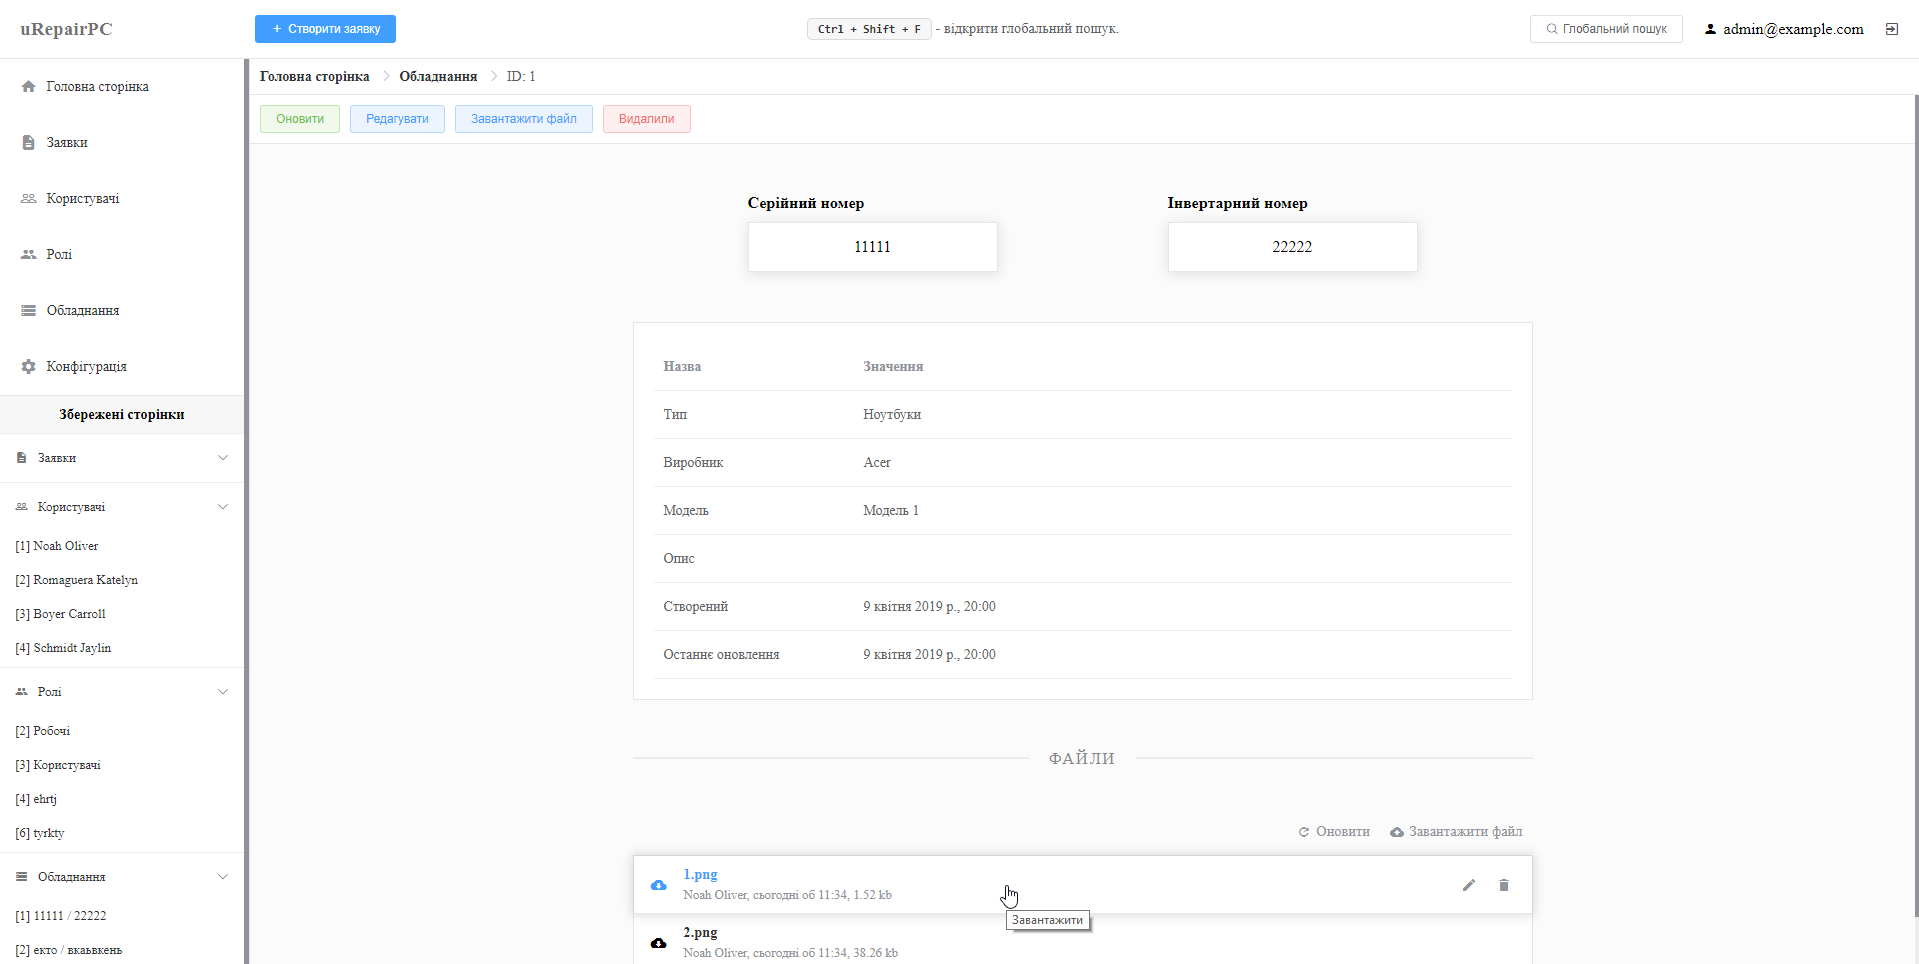 uRepairPC
+ Створити заявку
Ctrl + Shift + F - відкрити глобальний пошук.
Глобальний пошук
admin@example.com
Головна сторінка
Заявки
Користувачі
Ролі
Обладнання
Конфігурація
Збережені сторінки
Заявки
Користувачі
[1] Noah Oliver
[2] Romaguera Katelyn
[3] Boyer Carroll
[4] Schmidt Jaylin
Ролі
[2] Робочі
[3] Користувачі
[4] ehrtj
[6] tyrkty
Обладнання
[1] 11111 / 22222
[2] екто / вкаьвкень
Головна сторінка > Обладнання > ID: 1
Оновити
Редагувати
Завантажити файл
Видалили
Серійний номер
11111
Інвертарний номер
22222
Назва Значення
Тип Ноутбуки
Виробник Acer
Модель Модель 1
Опис
Створений 9 квітня 2019 р., 20:00
Останнє оновлення 9 квітня 2019 р., 20:00
ФАЙЛИ
Оновити
Завантажити файл
1.png
Noah Oliver, сьогодні об 11:34, 1.52 kb
Завантажити
2.png
Noah Oliver, сьогодні об 11:34, 38.26 kb